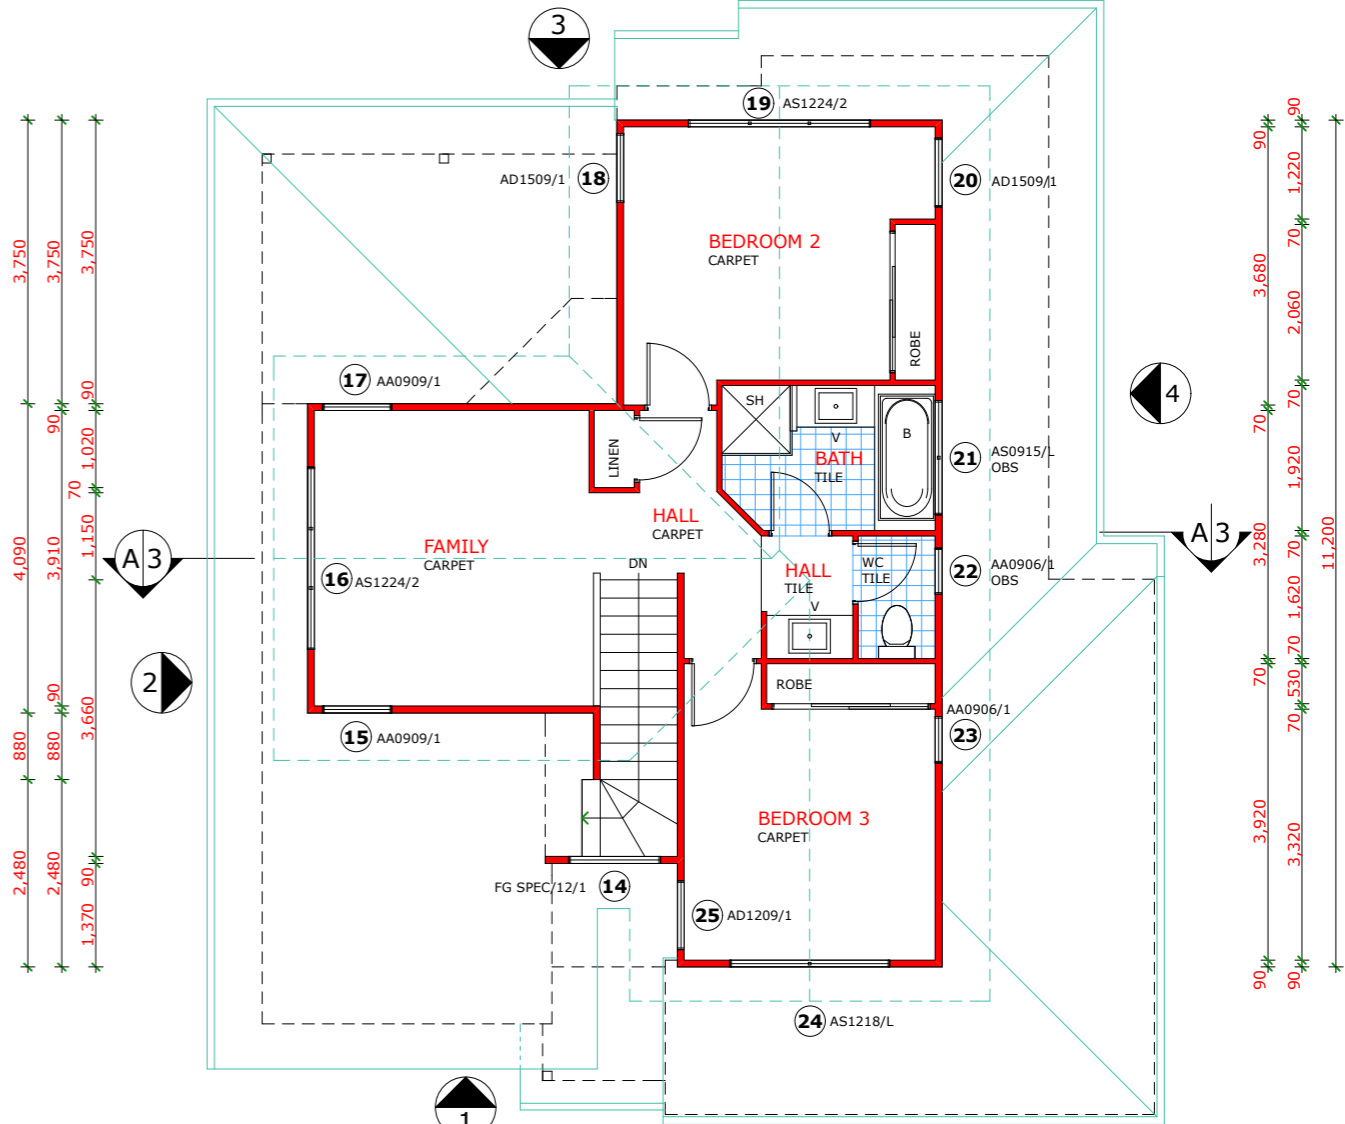 3
19 AS1224/2
AD1509/1 18
20 AD1509/1
BEDROOM 2
CARPET
ROBE
17 AA0909/1
SH
V
B
BATH
TILE
21 AS0915/L
OBS
4
LINEN
HALL
CARPET
FAMILY
CARPET
A 3
A 3
DN
16 AS1224/2
HALL
TILE
V
WC
TILE
22 AA0906/1
OBS
2
ROBE
AA0906/1
23
15 AA0909/1
BEDROOM 3
CARPET
FG SPEC/12/1 14
25 AD1209/1
24 AS1218/L
1
3,750
4,090
880
2,480
3,750
90
3,910
90
880
2,480
3,750
90
1,020
70
1,150
3,660
90
1,370
90
3,680
70
3,280
70
3,920
90
90
1,220
70
2,060
70
1,920
70
1,620
70
530
70
3,320
90
11,200